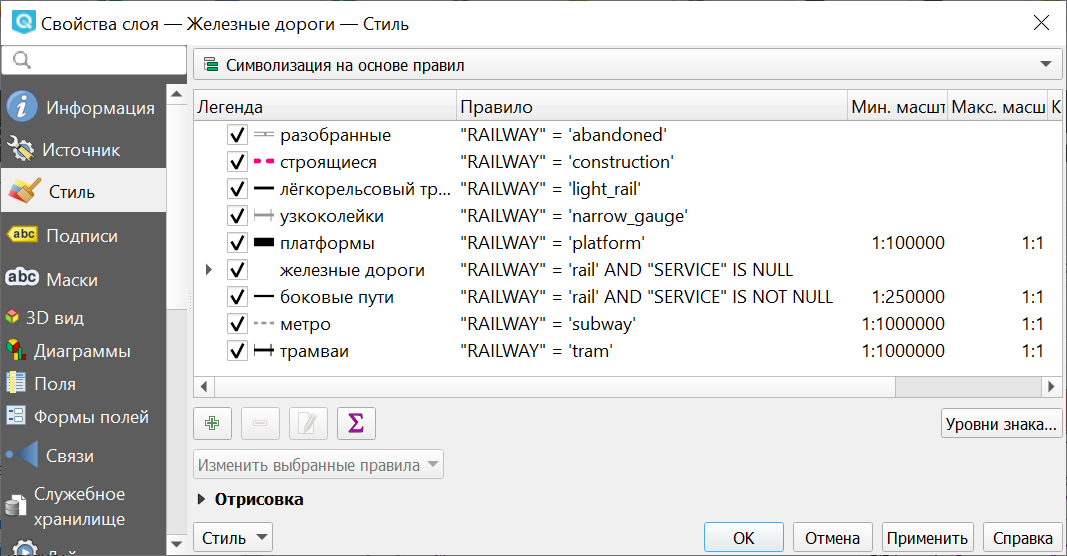 Свойства слоя — Железные дороги — Стиль
Информация
Источник
Стиль
abc Подписи
abc Маски
3D вид
Диаграммы
Поля
Формы полей
Связи
Служебное
хранилище
Символизация на основе правил
Легенда Правило Мин. масшт Макс. масш К
разобранные "RAILWAY" = 'abandoned'
строящиеся "RAILWAY" = 'construction'
лёгкорельсовый тр... "RAILWAY" = 'light_rail'
узкоколейки "RAILWAY" = 'narrow_gauge'
платформы "RAILWAY" = 'platform' 1:100000 1:1
железные дороги "RAILWAY" = 'rail' AND "SERVICE" IS NULL
боковые пути "RAILWAY" = 'rail' AND "SERVICE" IS NOT NULL 1:250000 1:1
метро "RAILWAY" = 'subway' 1:1000000 1:1
трамваи "RAILWAY" = 'tram' 1:1000000 1:1
Уровни знака...
Изменить выбранные правила
Отрисовка
Стиль OK Отмена Применить Справка